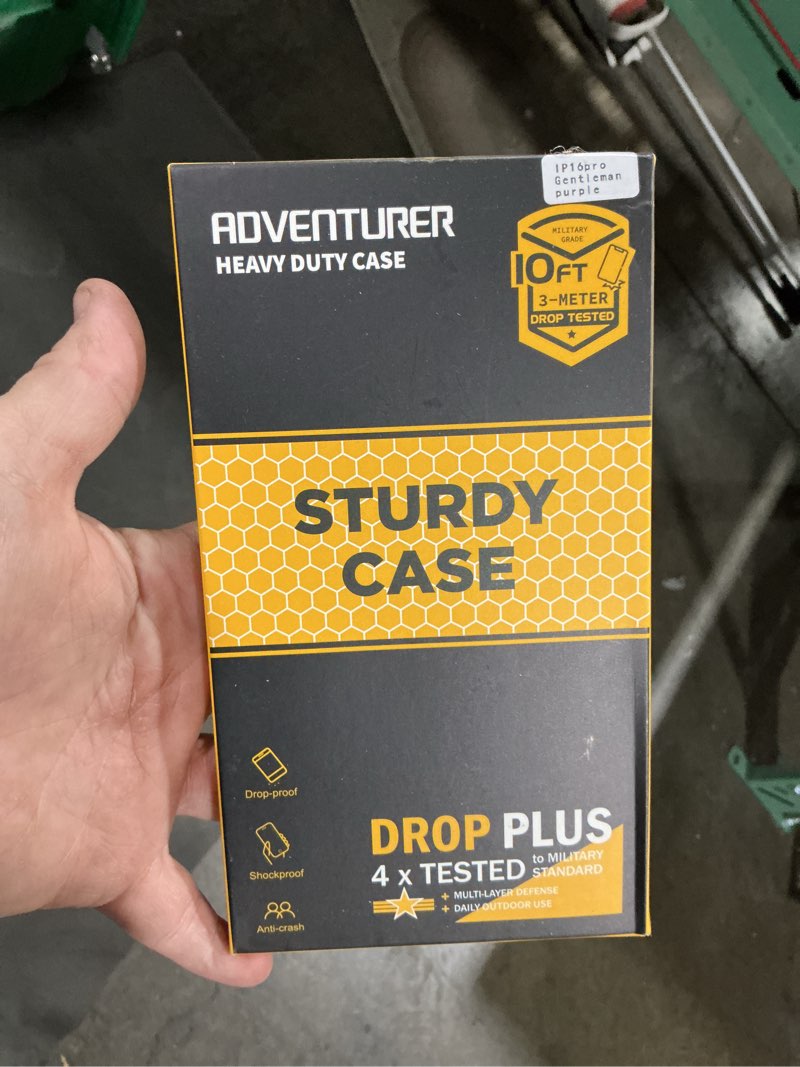 IP16pro
Gentleman
purple
ADVENTURER
HEAVY DUTY CASE
MILITARY
GRADE
10FT
3-METER
DROP TESTED
STURDY
CASE
Drop-proof
Shockproof
Anti-crash
DROP PLUS
4 x TESTED to MILITARY
STANDARD
+ MULTI-LAYER DEFENSE
+ DAILY OUTDOOR USE